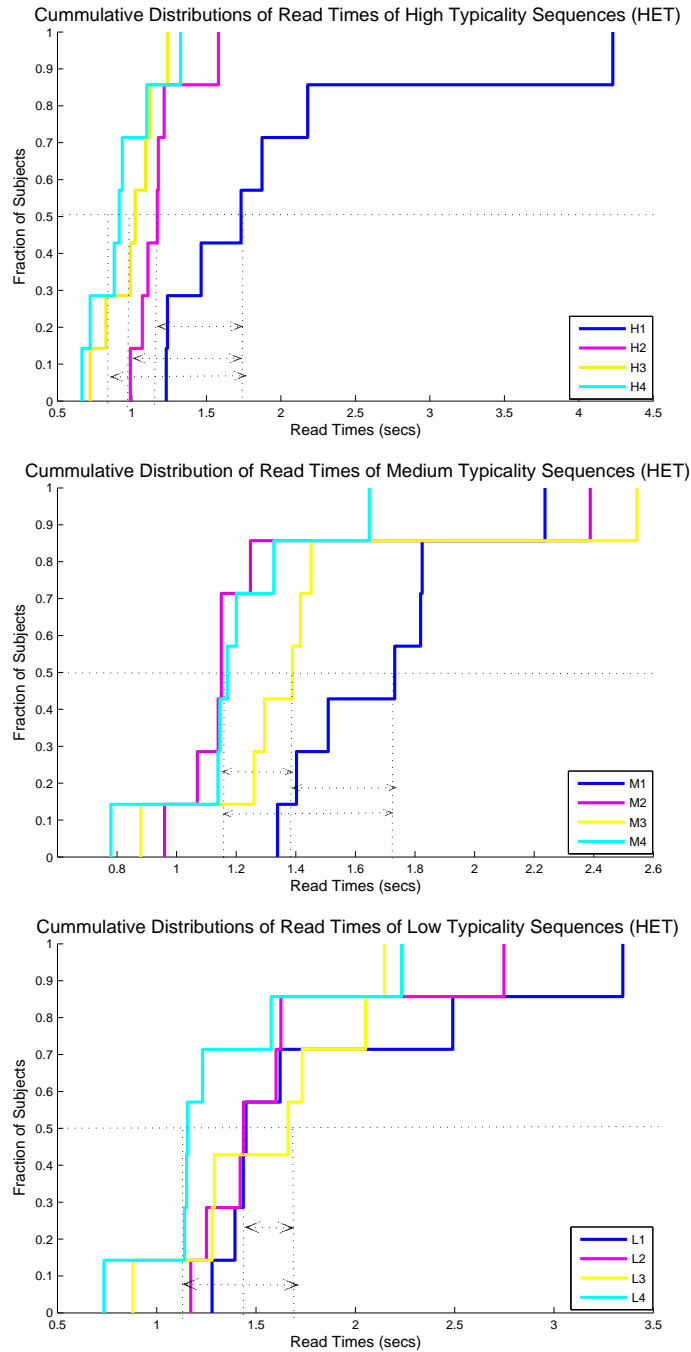 Cummulative Distributions of Read Times of High Typicality Sequences (HET)
1
0.9
0.8
0.7
0.6
0.5
0.4
0.3
0.2
0.1
0
Fraction of Subjects
H1
H2
H3
H4
0.5 1 1.5 2 2.5 3 3.5 4 4.5
Read Times (secs)
Cummulative Distribution of Read Times of Medium Typicality Sequences (HET)
1
0.9
0.8
0.7
0.6
0.5
0.4
0.3
0.2
0.1
0
Fraction of Subjects
M1
M2
M3
M4
0.8 1 1.2 1.4 1.6 1.8 2 2.2 2.4 2.6
Read Times (secs)
Cummulative Distributions of Read Times of Low Typicality Sequences (HET)
1
0.9
0.8
0.7
0.6
0.5
0.4
0.3
0.2
0.1
0
Fraction of Subjects
L1
L2
L3
L4
0.5 1 1.5 2 2.5 3 3.5
Read Times (secs)